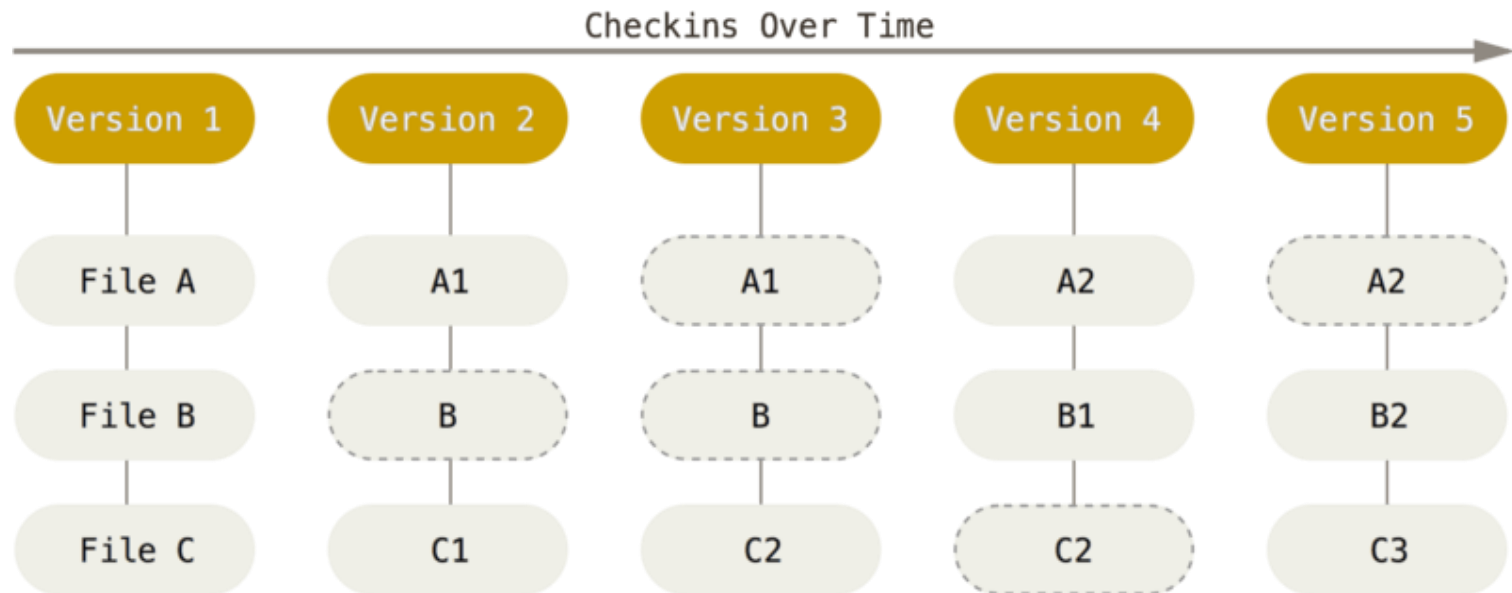 Checkins Over Time
Version 1 Version 2 Version 3 Version 4 Version 5
File A A1 A1 A2 A2
File B B B B1 B2
File C C1 C2 C2 C3